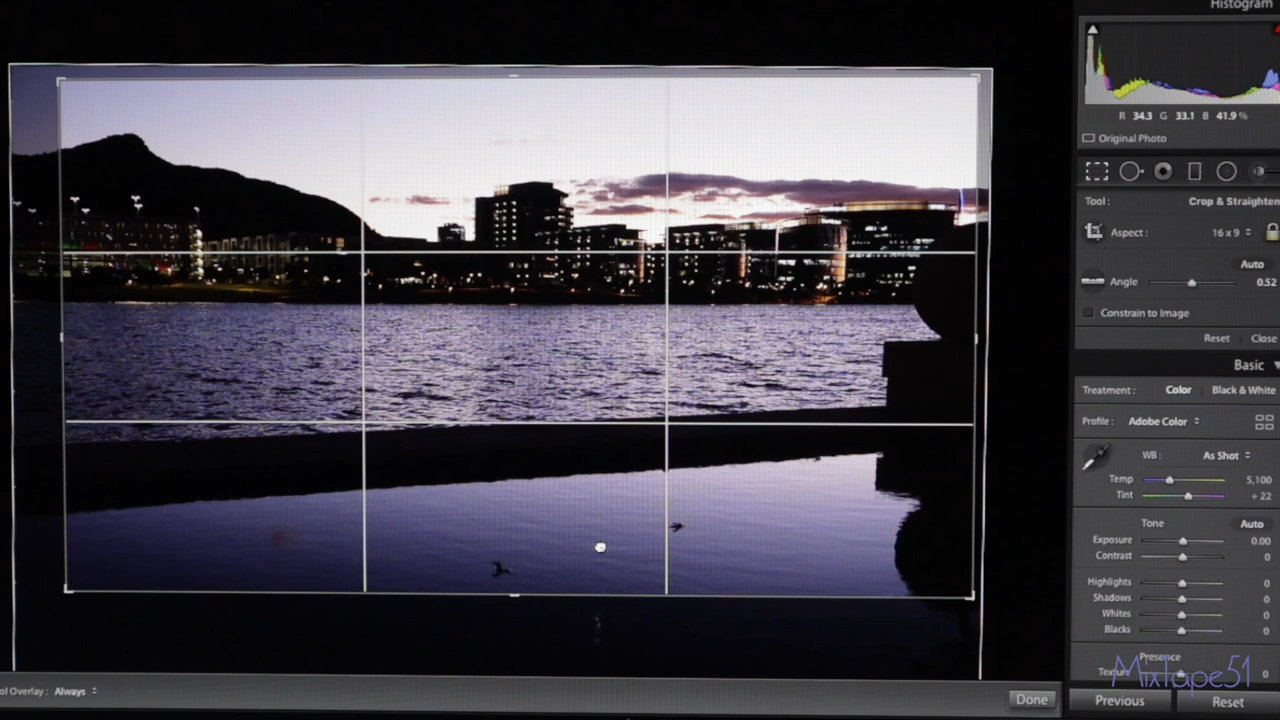 Histogram
R 34.3 G 33.1 B 41.9 %
Original Photo
Tool: Crop & Straighten
Aspect: 16 x 9
Auto
Angle 0.52
Constrain to Image
Reset Close
Basic
Treatment: Color Black & White
Profile: Adobe Color
WB: As Shot
Temp 5,100
Tint + 22
Tone Auto
Exposure 0.00
Contrast 0
Highlights 0
Shadows 0
Whites 0
Blacks 0
Presence
Texture 0
MixTape51
ol Overlay: Always
Done
Previous Reset